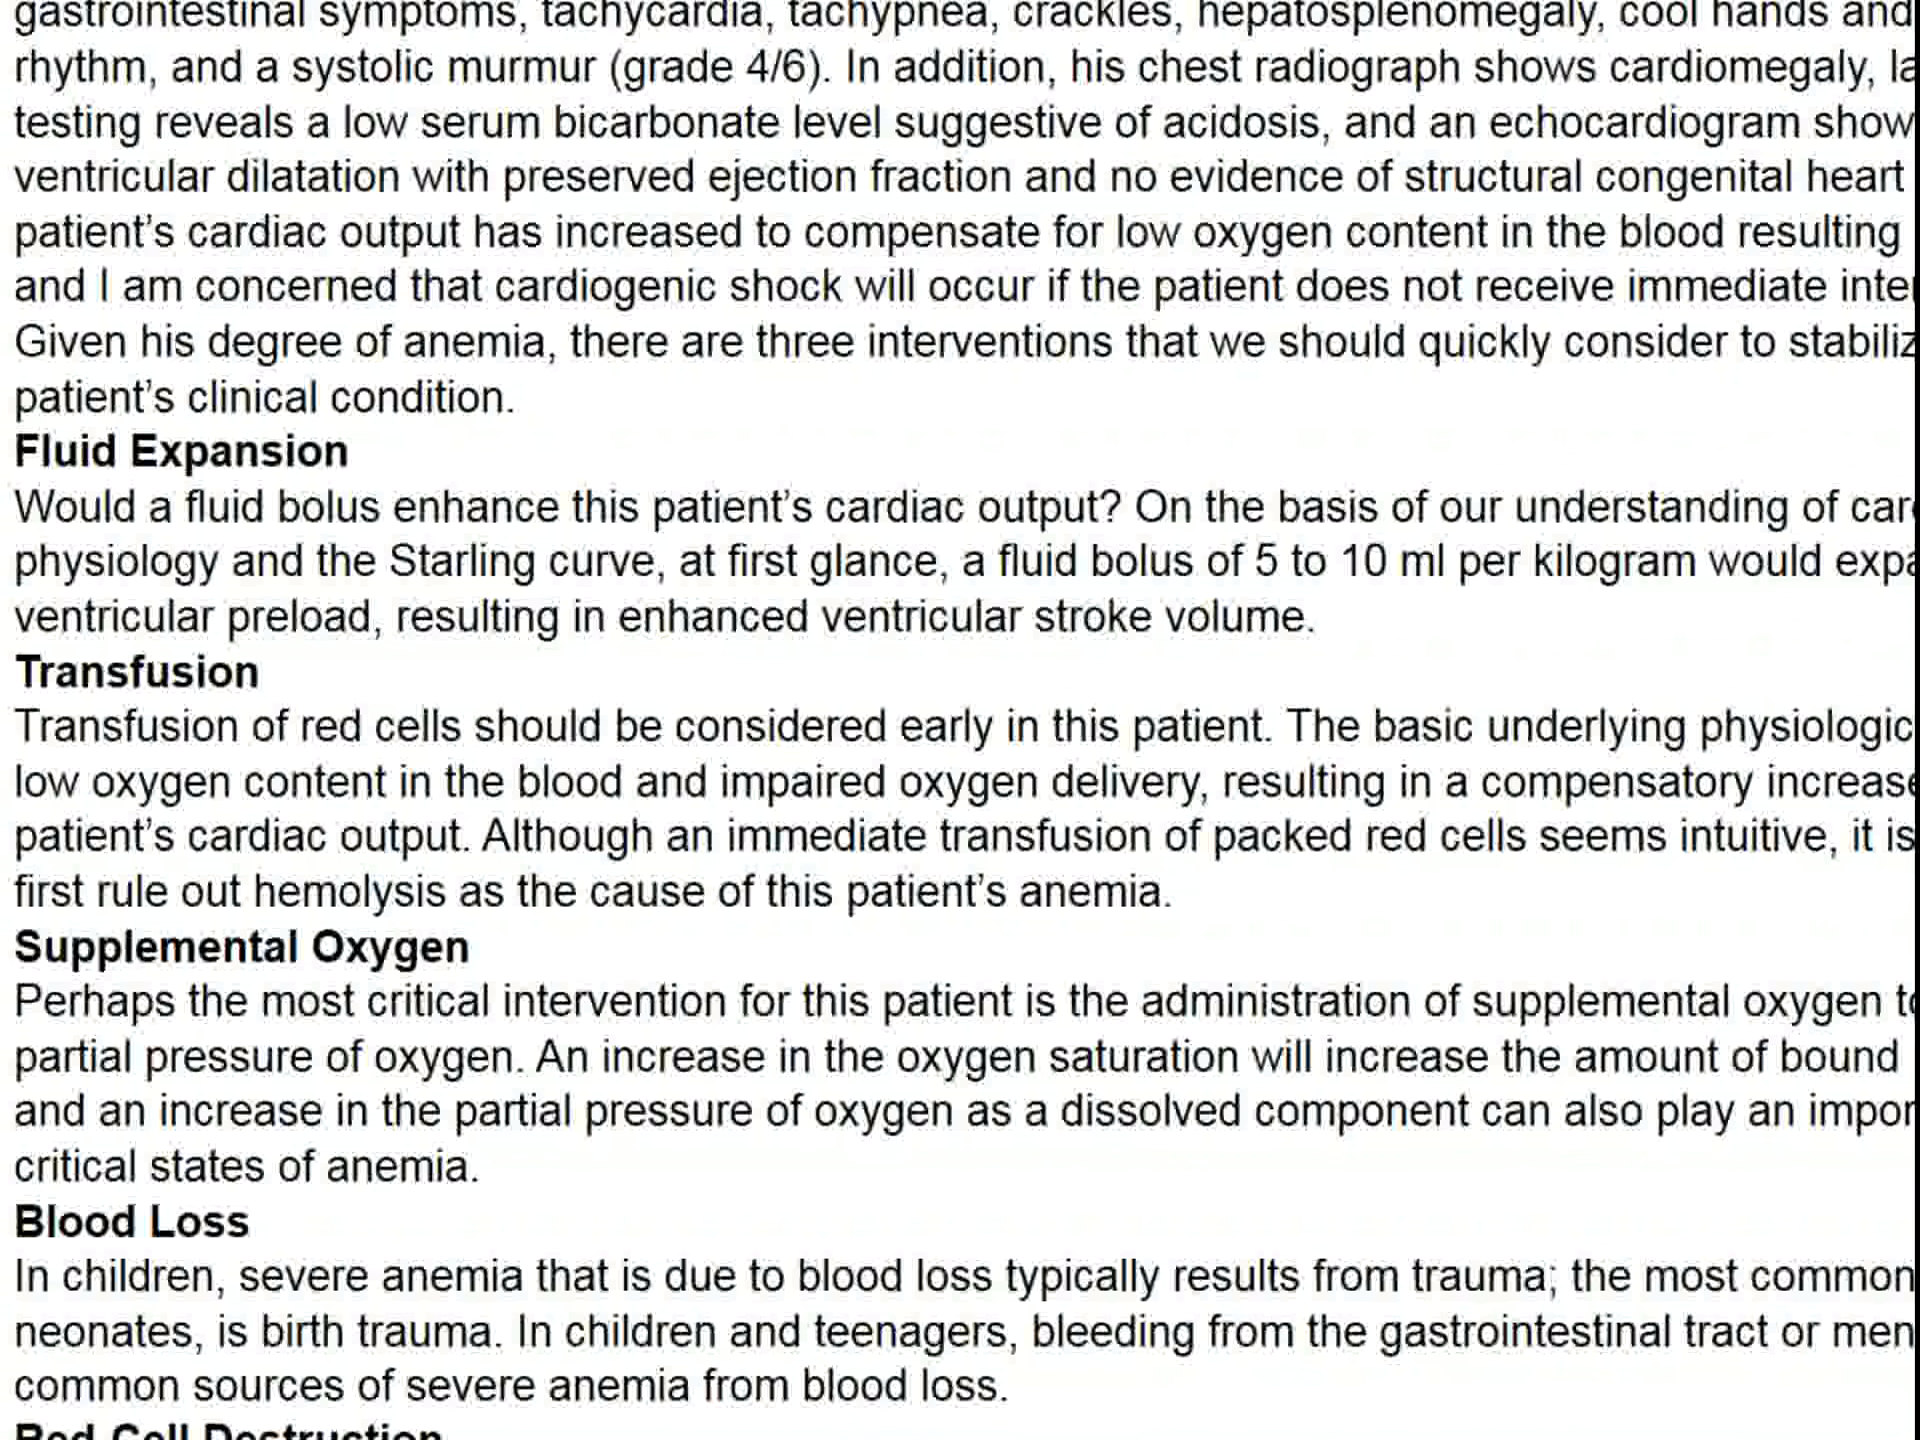 gastrointestinal symptoms, tachycardia, tachypnea, crackles, hepatosplenomegaly, cool hands and
rhythm, and a systolic murmur (grade 4/6). In addition, his chest radiograph shows cardiomegaly,
testing reveals a low serum bicarbonate level suggestive of acidosis, and an echocardiogram show
ventricular dilatation with preserved ejection fraction and no evidence of structural congenital heart
patient’s cardiac output has increased to compensate for low oxygen content in the blood resulting
and I am concerned that cardiogenic shock will occur if the patient does not receive immediate
Given his degree of anemia, there are three interventions that we should quickly consider to
patient’s clinical condition.
Fluid Expansion
Would a fluid bolus enhance this patient’s cardiac output? On the basis of our understanding of
physiology and the Starling curve, at first glance, a fluid bolus of 5 to 10 ml per kilogram would
ventricular preload, resulting in enhanced ventricular stroke volume.
Transfusion
Transfusion of red cells should be considered early in this patient. The basic underlying physiologic
low oxygen content in the blood and impaired oxygen delivery, resulting in a compensatory increase
patient’s cardiac output. Although an immediate transfusion of packed red cells seems intuitive, it is
first rule out hemolysis as the cause of this patient’s anemia.
Supplemental Oxygen
Perhaps the most critical intervention for this patient is the administration of supplemental oxygen to
partial pressure of oxygen. An increase in the oxygen saturation will increase the amount of bound
and an increase in the partial pressure of oxygen as a dissolved component can also play an
critical states of anemia.
Blood Loss
In children, severe anemia that is due to blood loss typically results from trauma; the most common
neonates, is birth trauma. In children and teenagers, bleeding from the gastrointestinal tract or men
common sources of severe anemia from blood loss.
Red-Cell Destruction